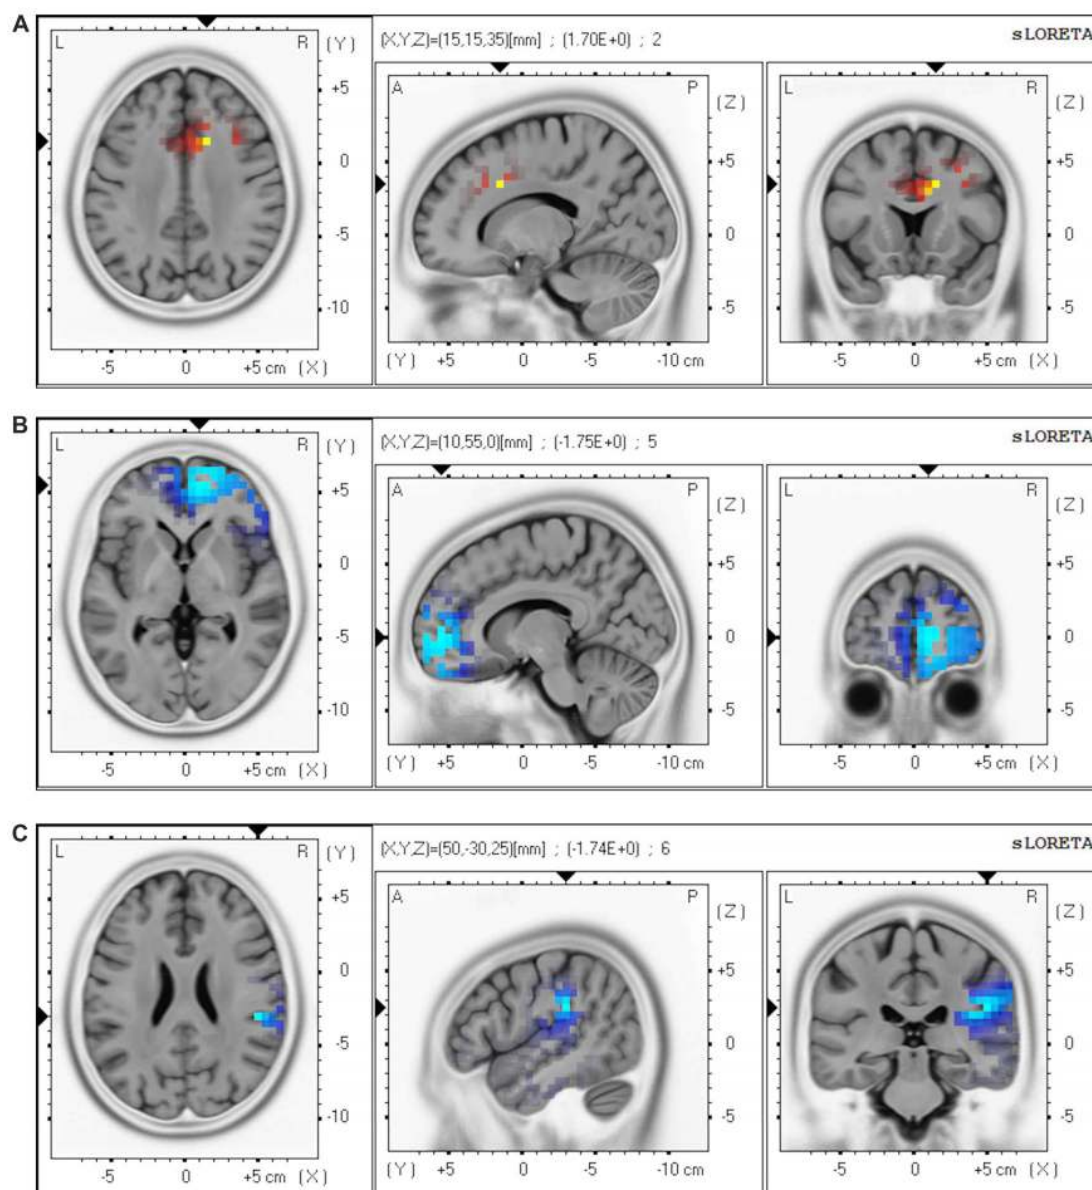 A
L R (Y)
+5
0
-5
-10
-5 0 +5 cm (X)
(X,Y,Z)=(15,15,35)[mm] ; (1.70E+0) ; 2
sLORETA
A P (Z)
+5
0
-5
(Y) +5 0 -5 -10 cm
L R (Z)
+5
0
-5
-5 0 +5 cm (X)
B
L R (Y)
+5
0
-5
-10
-5 0 +5 cm (X)
(X,Y,Z)=(10,55,0)[mm] ; (-1.75E+0) ; 5
sLORETA
A P (Z)
+5
0
-5
(Y) +5 0 -5 -10 cm
L R (Z)
+5
0
-5
-5 0 +5 cm (X)
C
L R (Y)
+5
0
-5
-10
-5 0 +5 cm (X)
(X,Y,Z)=(50,-30,25)[mm] ; (-1.74E+0) ; 6
sLORETA
A P (Z)
+5
0
-5
(Y) +5 0 -5 -10 cm
L R (Z)
+5
0
-5
-5 0 +5 cm (X)